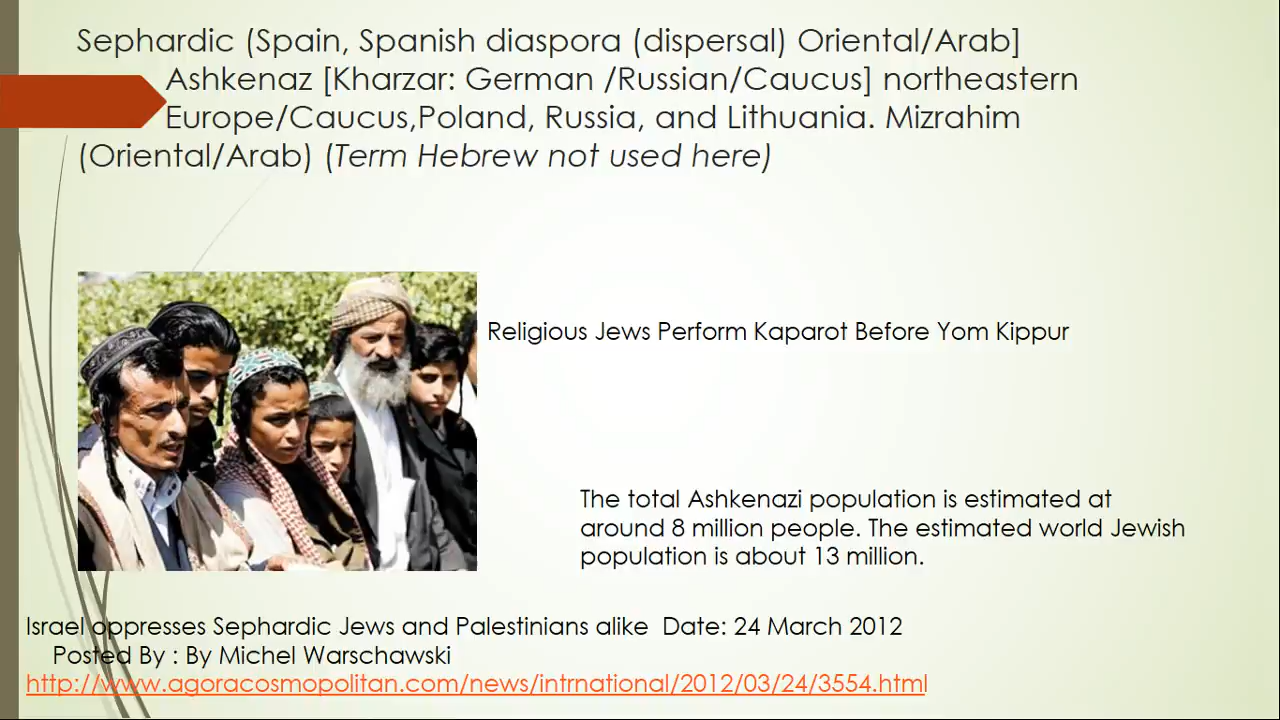 Sephardic (Spain, Spanish diaspora (dispersal) Oriental/Arab]
Ashkenaz [Kharzar: German /Russian/Caucus] northeastern
Europe/Caucus,Poland, Russia, and Lithuania. Mizrahim
(Oriental/Arab) (Term Hebrew not used here)
Religious Jews Perform Kaparot Before Yom Kippur
The total Ashkenazi population is estimated at
around 8 million people. The estimated world Jewish
population is about 13 million.
Israel oppresses Sephardic Jews and Palestinians alike  Date: 24 March 2012
Posted By : By Michel Warschawski
http://www.agoracosmopolitan.com/news/intrnational/2012/03/24/3554.html